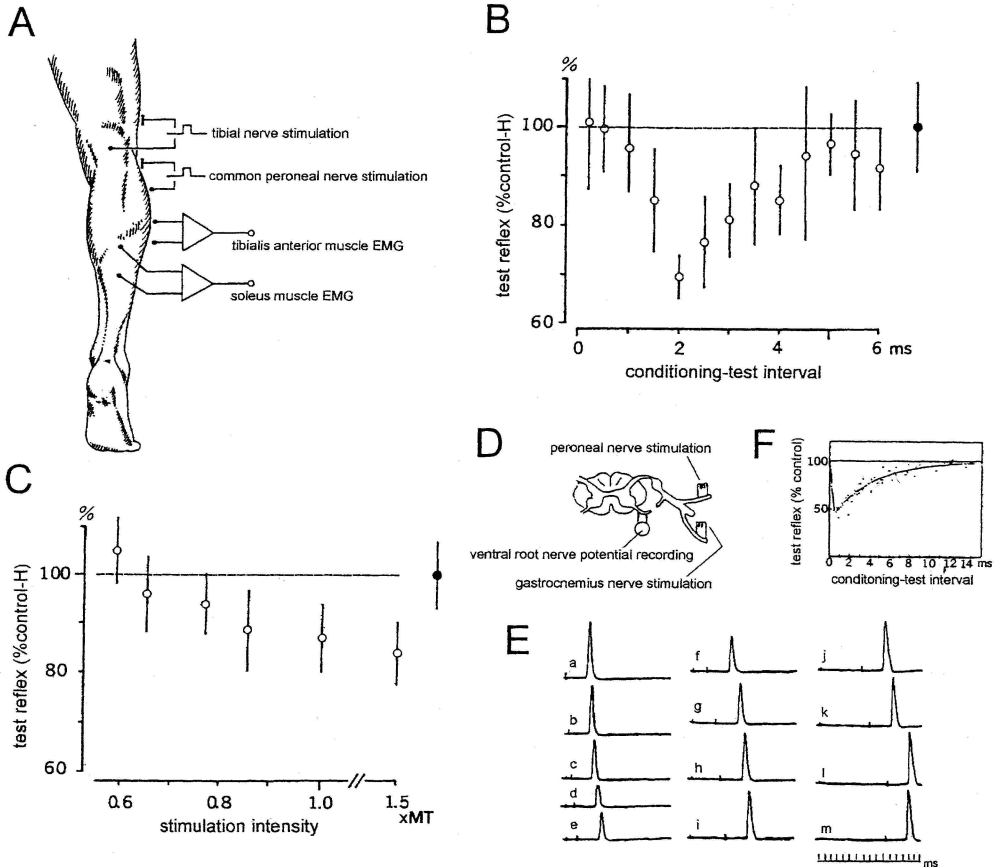 A
tibial nerve stimulation
common peroneal nerve stimulation
tibialis anterior muscle EMG
soleus muscle EMG
B
%
100
80
60
test reflex (%control-H)
0
2
4
6
ms
conditioning-test interval
C
%
100
80
60
test reflex (%control-H)
0.6
0.8
1.0
1.5
xMT
stimulation intensity
D
peroneal nerve stimulation
ventral root nerve potential recording
gastrocnemius nerve stimulation
F
test reflex (% control)
100
50
0
2
4
6
8
10
12
14
ms
conditoning-test interval
E
a
b
c
d
e
f
g
h
i
j
k
l
m
ms